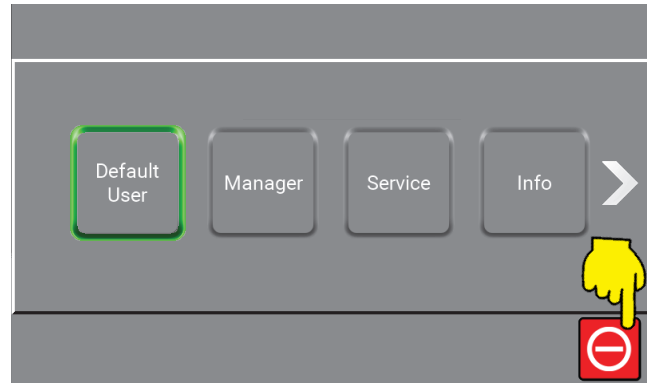 Default
User
Manager
Service
Info